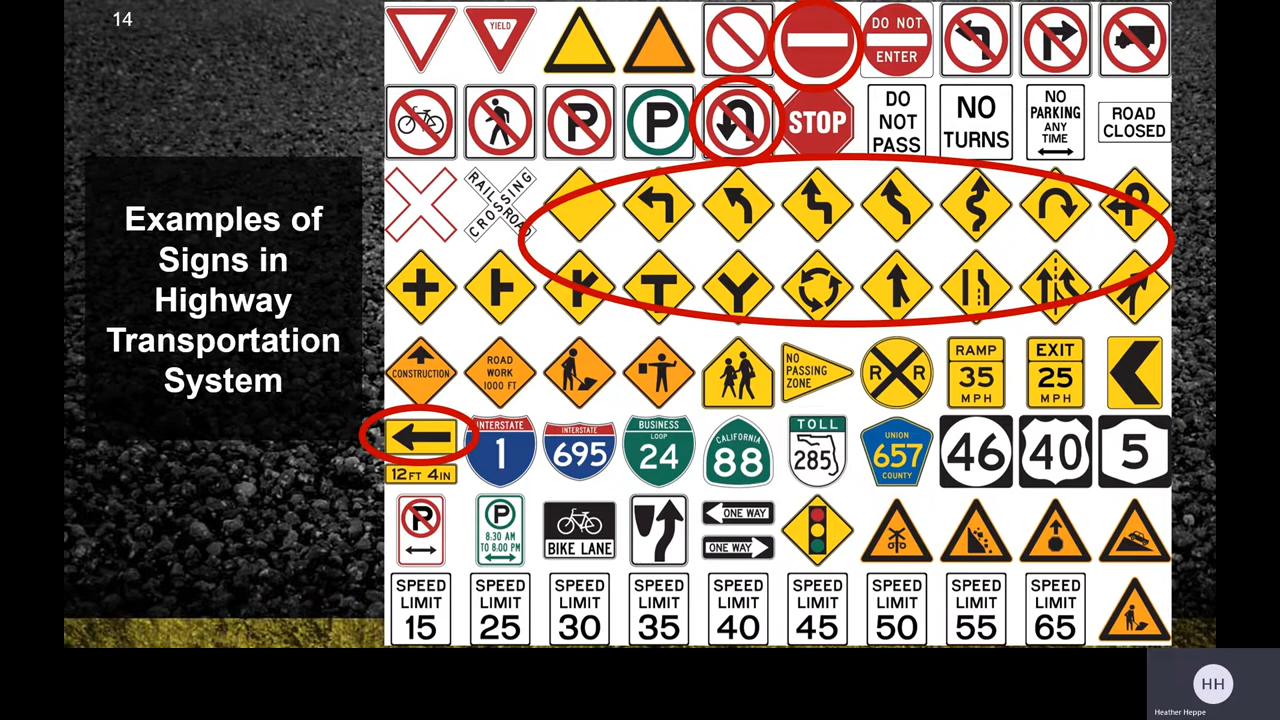 14
Examples of
Signs in
Highway
Transportation
System
YIELD
DO NOT
ENTER
P
P
STOP
DO
NOT
PASS
NO
TURNS
NO
PARKING
ANY
TIME
ROAD
CLOSED
RAILROAD
CROSSING
CONSTRUCTION
ROAD
WORK
1000 FT
NO
PASSING
ZONE
R R
RAMP
35
MPH
EXIT
25
MPH
12FT 4IN
INTERSTATE
1
INTERSTATE
695
BUSINESS
LOOP
24
CALIFORNIA
88
TOLL
285
UNION
657
COUNTY
46
40
5
P
P
8:30 AM
TO 8:00 PM
BIKE LANE
ONE WAY
ONE WAY
SPEED
LIMIT
15
SPEED
LIMIT
25
SPEED
LIMIT
30
SPEED
LIMIT
35
SPEED
LIMIT
40
SPEED
LIMIT
45
SPEED
LIMIT
50
SPEED
LIMIT
55
SPEED
LIMIT
65
HH
Heather Heppe